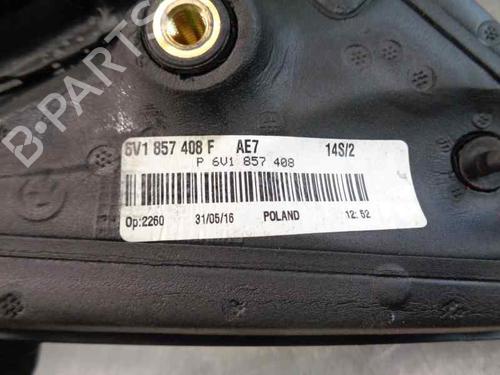 6V1 857 408 F AE7 14S/2
P 6V1 857 408
Op:2260 31/05/16 POLAND 12:52
B-PARTS